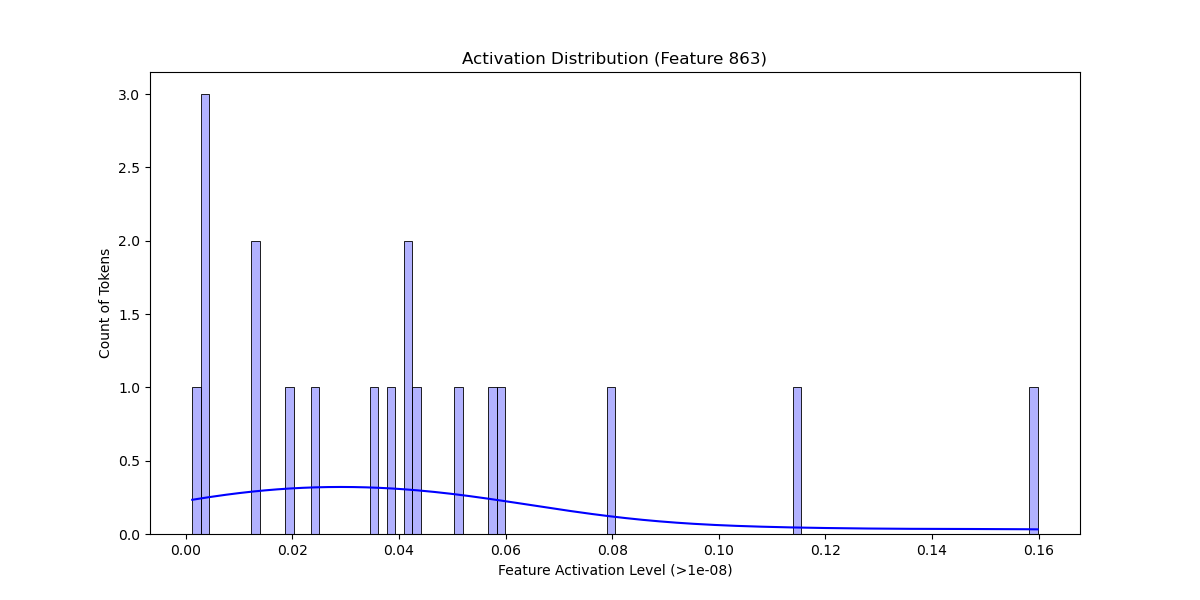 Activation Distribution (Feature 863)
3.0
2.5
2.0
1.5
1.0
0.5
0.0
Count of Tokens
0.00 0.02 0.04 0.06 0.08 0.10 0.12 0.14 0.16
Feature Activation Level (>1e-08)